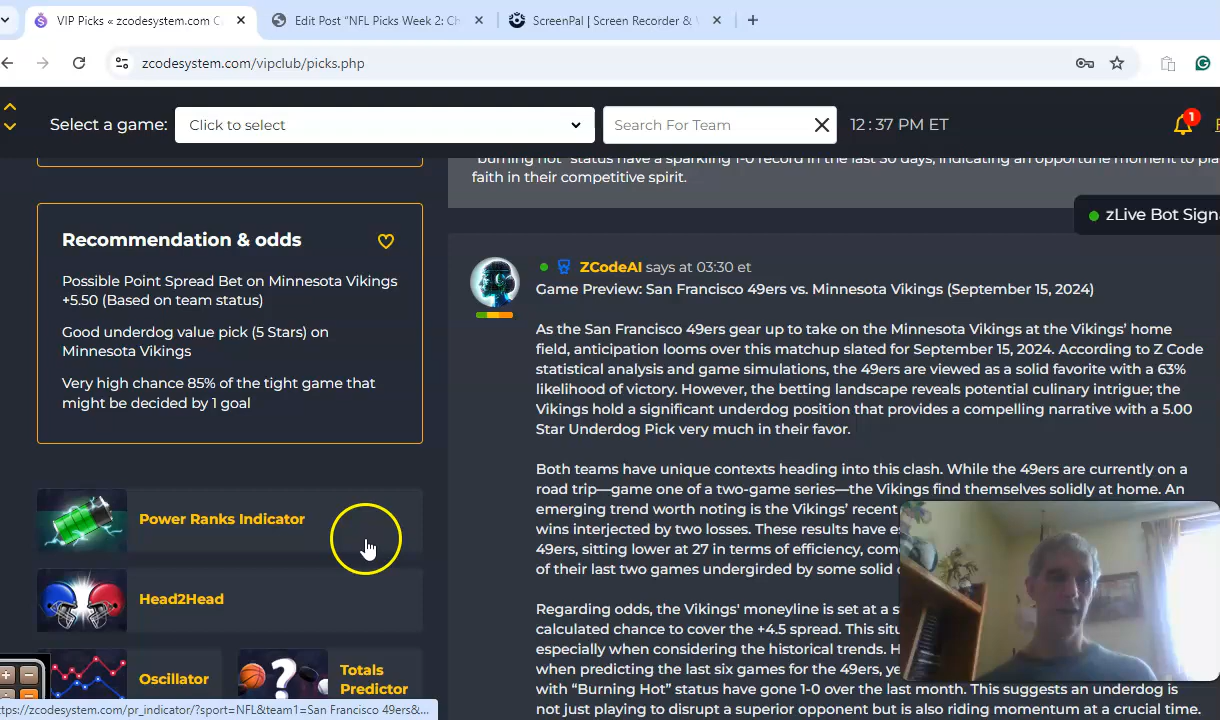 VIP Picks « zcodesystem.com C
Edit Post "NFL Picks Week 2: Ch
ScreenPal | Screen Recorder &
zcodesystem.com/vipclub/picks.php
Select a game:
Click to select
Search For Team
12 : 37 PM ET
1
"burning hot" status have a sparkling 1-0 record in the last 30 days, indicating an opportune moment to pla
faith in their competitive spirit.
zLive Bot Sign
Recommendation & odds
Possible Point Spread Bet on Minnesota Vikings
+5.50 (Based on team status)
Good underdog value pick (5 Stars) on
Minnesota Vikings
Very high chance 85% of the tight game that
might be decided by 1 goal
Power Ranks Indicator
Head2Head
Oscillator
Totals
Predictor
ttps://zcodesystem.com/pr_indicator/?sport=NFL&team1=San Francisco 49ers&...
ZCodeAI says at 03:30 et
Game Preview: San Francisco 49ers vs. Minnesota Vikings (September 15, 2024)
As the San Francisco 49ers gear up to take on the Minnesota Vikings at the Vikings' home
field, anticipation looms over this matchup slated for September 15, 2024. According to Z Code
statistical analysis and game simulations, the 49ers are viewed as a solid favorite with a 63%
likelihood of victory. However, the betting landscape reveals potential culinary intrigue; the
Vikings hold a significant underdog position that provides a compelling narrative with a 5.00
Star Underdog Pick very much in their favor.
Both teams have unique contexts heading into this clash. While the 49ers are currently on a
road trip—game one of a two-game series—the Vikings find themselves solidly at home. An
emerging trend worth noting is the Vikings' recent
wins interjected by two losses. These results have e
49ers, sitting lower at 27 in terms of efficiency, com
of their last two games undergirded by some solid
Regarding odds, the Vikings' moneyline is set at a s
calculated chance to cover the +4.5 spread. This situ
especially when considering the historical trends. H
when predicting the last six games for the 49ers, ye
with "Burning Hot" status have gone 1-0 over the last month. This suggests an underdog is
not just playing to disrupt a superior opponent but is also riding momentum at a crucial time.